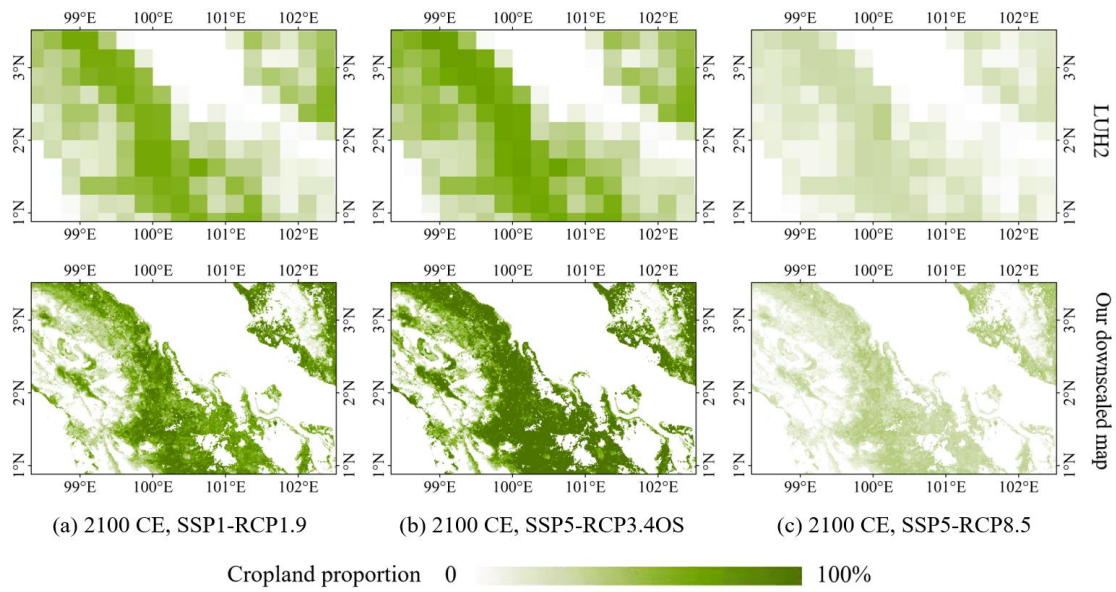 99°E 100°E 101°E 102°E 99°E 100°E 101°E 102°E 99°E 100°E 101°E 102°E
3°N 3°N 3°N 3°N
2°N 2°N 2°N 2°N
1°N 1°N 1°N 1°N
LUH2
99°E 100°E 101°E 102°E 99°E 100°E 101°E 102°E 99°E 100°E 101°E 102°E
99°E 100°E 101°E 102°E 99°E 100°E 101°E 102°E 99°E 100°E 101°E 102°E
3°N 3°N 3°N 3°N
2°N 2°N 2°N 2°N
1°N 1°N 1°N 1°N
Our downscaled map
99°E 100°E 101°E 102°E 99°E 100°E 101°E 102°E 99°E 100°E 101°E 102°E
(a) 2100 CE, SSP1-RCP1.9 (b) 2100 CE, SSP5-RCP3.4OS (c) 2100 CE, SSP5-RCP8.5
Cropland proportion 0 100%